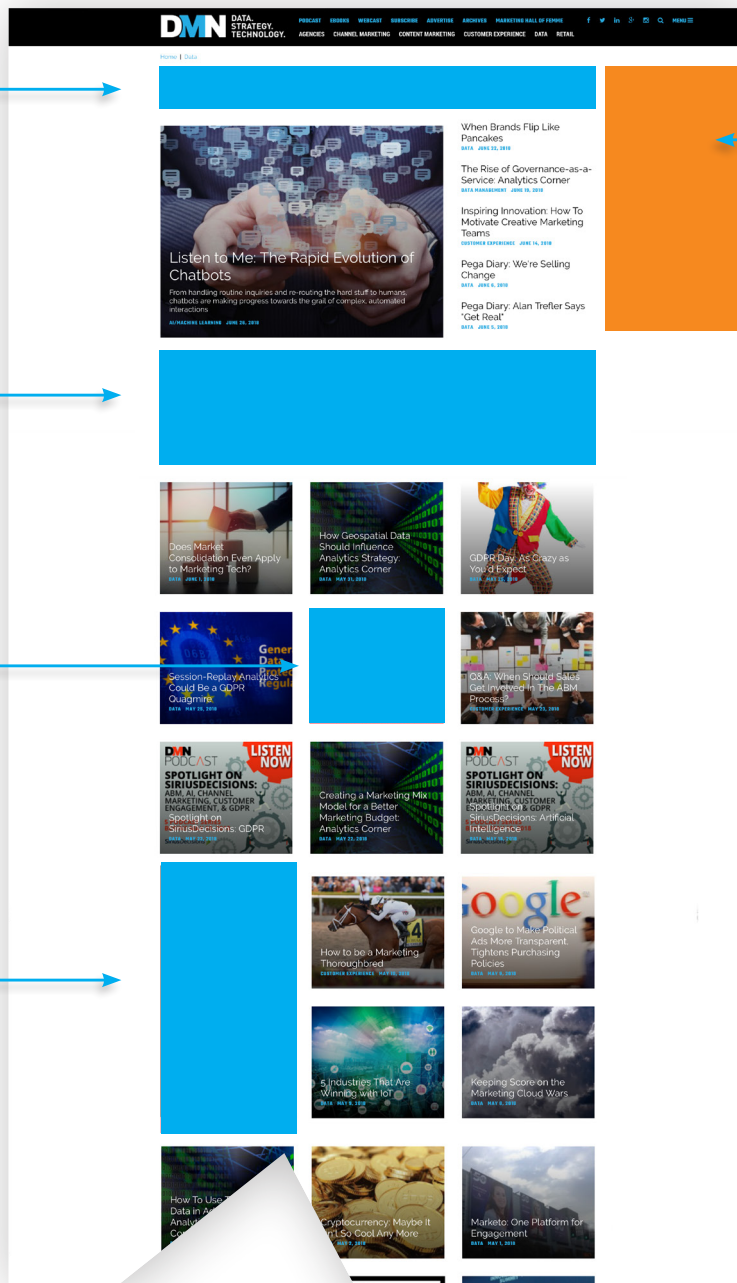 DMN DATA.
STRATEGY.
TECHNOLOGY.
PODCAST EBOOKS WEBCAST SUBSCRIBE ADVERTISE ARCHIVES MARKETING HALL OF FEMME
MENU
AGENCIES CHANNEL MARKETING CONTENT MARKETING CUSTOMER EXPERIENCE DATA RETAIL
Home | Data
Listen to Me: The Rapid Evolution of
Chatbots
From handling routine inquiries and re-routing the hard stuff to humans,
chatbots are making progress towards the grail of complex, automated
interactions
AI/MACHINE LEARNING JUNE 26, 2018
When Brands Flip Like
Pancakes
DATA JUNE 22, 2018
The Rise of Governance-as-a-
Service: Analytics Corner
DATA MANAGEMENT JUNE 19, 2018
Inspiring Innovation: How To
Motivate Creative Marketing
Teams
CUSTOMER EXPERIENCE JUNE 14, 2018
Pega Diary: We're Selling
Change
DATA JUNE 6, 2018
Pega Diary: Alan Trefler Says
"Get Real"
DATA JUNE 5, 2018
Does Market
Consolidation Even Apply
to Marketing Tech?
DATA JUNE 1, 2018
How Geospatial Data
Should Influence
Analytics Strategy:
Analytics Corner
DATA MAY 31, 2018
GDPR Day: As Crazy as
You'd Expect
DATA MAY
Session-Replay Analytics
Could Be a GDPR
Quagmire
DATA MAY 25, 2018
Q&A: When Should Sales
Get Involved In The ABM
Process?
CUSTOMER EXPERIENCE MAY 23, 2018
DMN
PODCAST
LISTEN
NOW
SPOTLIGHT ON
SIRIUSDECISIONS:
ABM, AI, CHANNEL
MARKETING, CUSTOMER
ENGAGEMENT, & GDPR
Spotlight on
SiriusDecisions: GDPR
Creating a Marketing Mix
Model for a Better
Marketing Budget:
Analytics Corner
DATA MAY 22, 2018
DMN
PODCAST
LISTEN
NOW
SPOTLIGHT ON
SIRIUSDECISIONS:
ABM, AI, CHANNEL
MARKETING, CUSTOMER
ENGAGEMENT, & GDPR
Spotlight on
SiriusDecisions: Artificial
Intelligence
How to be a Marketing
Thoroughbred
CUSTOMER EXPERIENCE MAY
4
Google
Google to Make Political
Ads More Transparent,
Tightens Purchasing
Policies
DATA MAY
5 Industries That Are
Winning with IoT
DATA MAY
Keeping Score on the
Marketing Cloud Wars
DATA MAY
How To Use
Data in
Cryptocurrency: Maybe It
So Cool Any More
MAY 2, 2018
Marketo: One Platform for
Engagement
DATA MAY 1, 2018